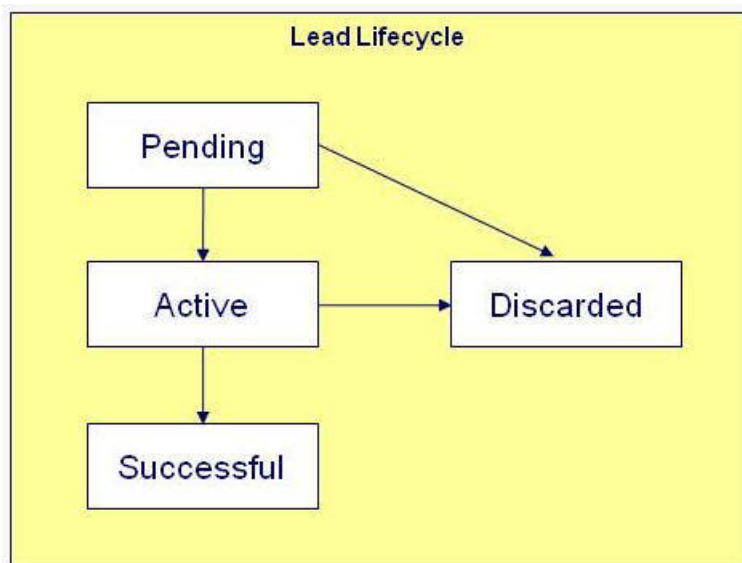 Lead Lifecycle
Pending
Active
Discarded
Successful